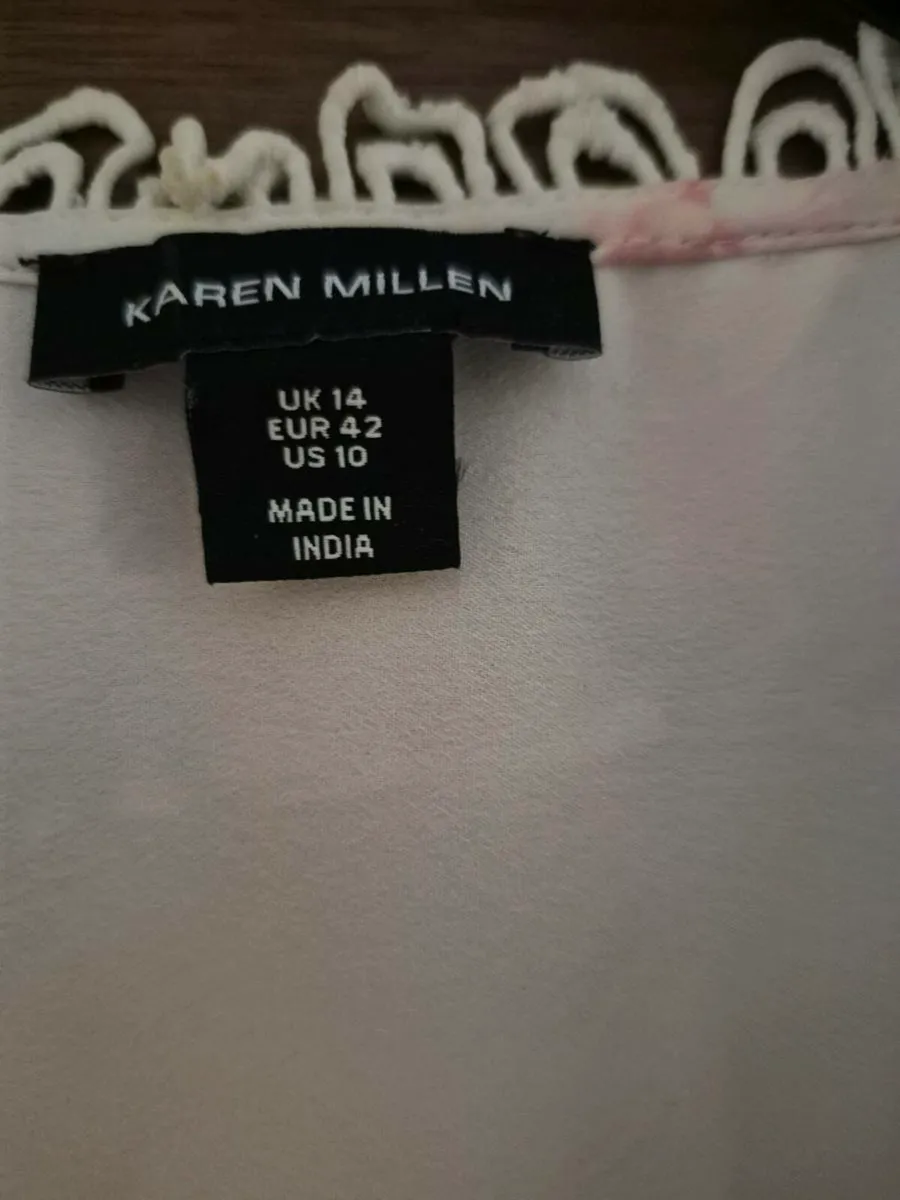 KAREN MILLEN
UK 14
EUR 42
US 10
MADE IN
INDIA